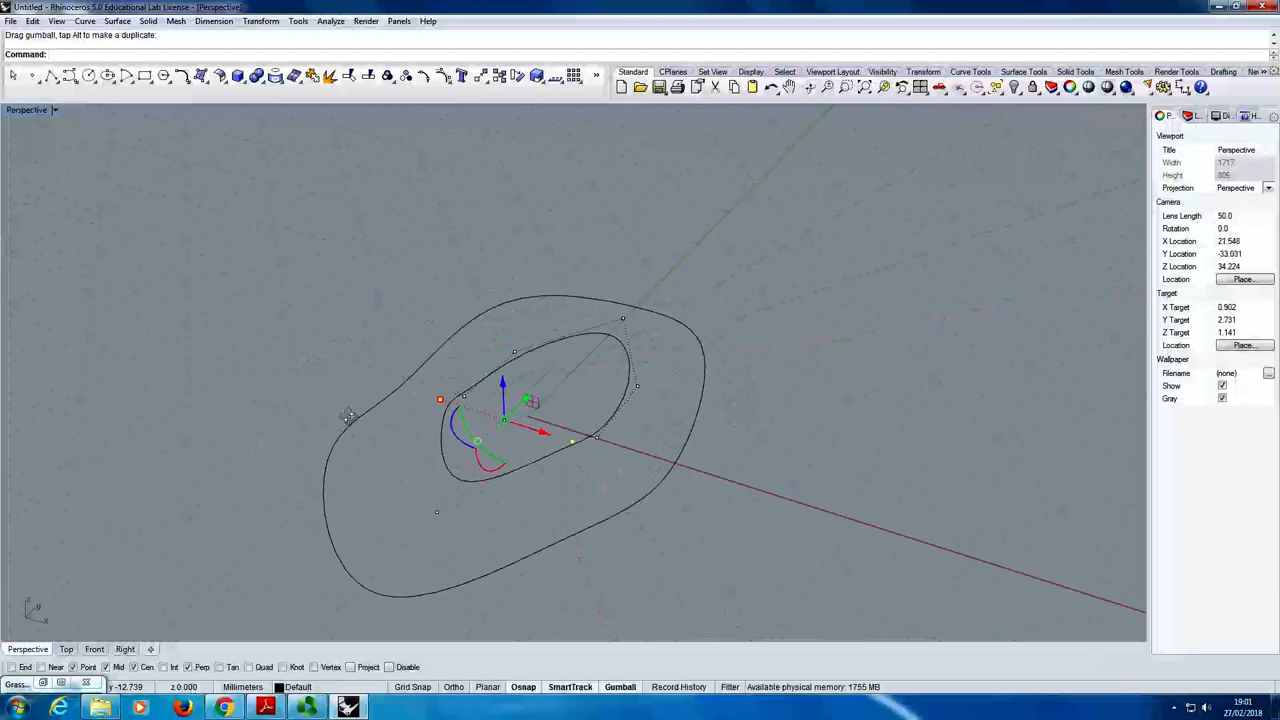 Untitled - Rhinoceros 5.0 Educational Lab License - [Perspective]
File Edit View Curve Surface Solid Mesh Dimension Transform Tools Analyze Render Panels Help
Drag gumball, tap Alt to make a duplicate:
Command:
Standard CPlanes Set View Display Select Viewport Layout Visibility Transform Curve Tools Surface Tools Solid Tools Mesh Tools Render Tools Drafting
Perspective
P... L... Di... H...
Viewport
Title Perspective
Width 1717
Height 806
Projection Perspective
Camera
Lens Length 50.0
Rotation 0.0
X Location 21.548
Y Location -33.031
Z Location 34.224
Location Place...
Target
X Target 0.902
Y Target 2.731
Z Target 1.141
Location Place...
Wallpaper
Filename (none) ...
Show
Gray
z y x
Perspective Top Front Right
End Near Point Mid Cen Int Perp Tan Quad Knot Vertex Project Disable
Grass... y -12.739 z 0.000 Millimeters Default Grid Snap Ortho Planar Osnap SmartTrack Gumball Record History Filter Available physical memory: 1755 MB
19:01
27/02/2018